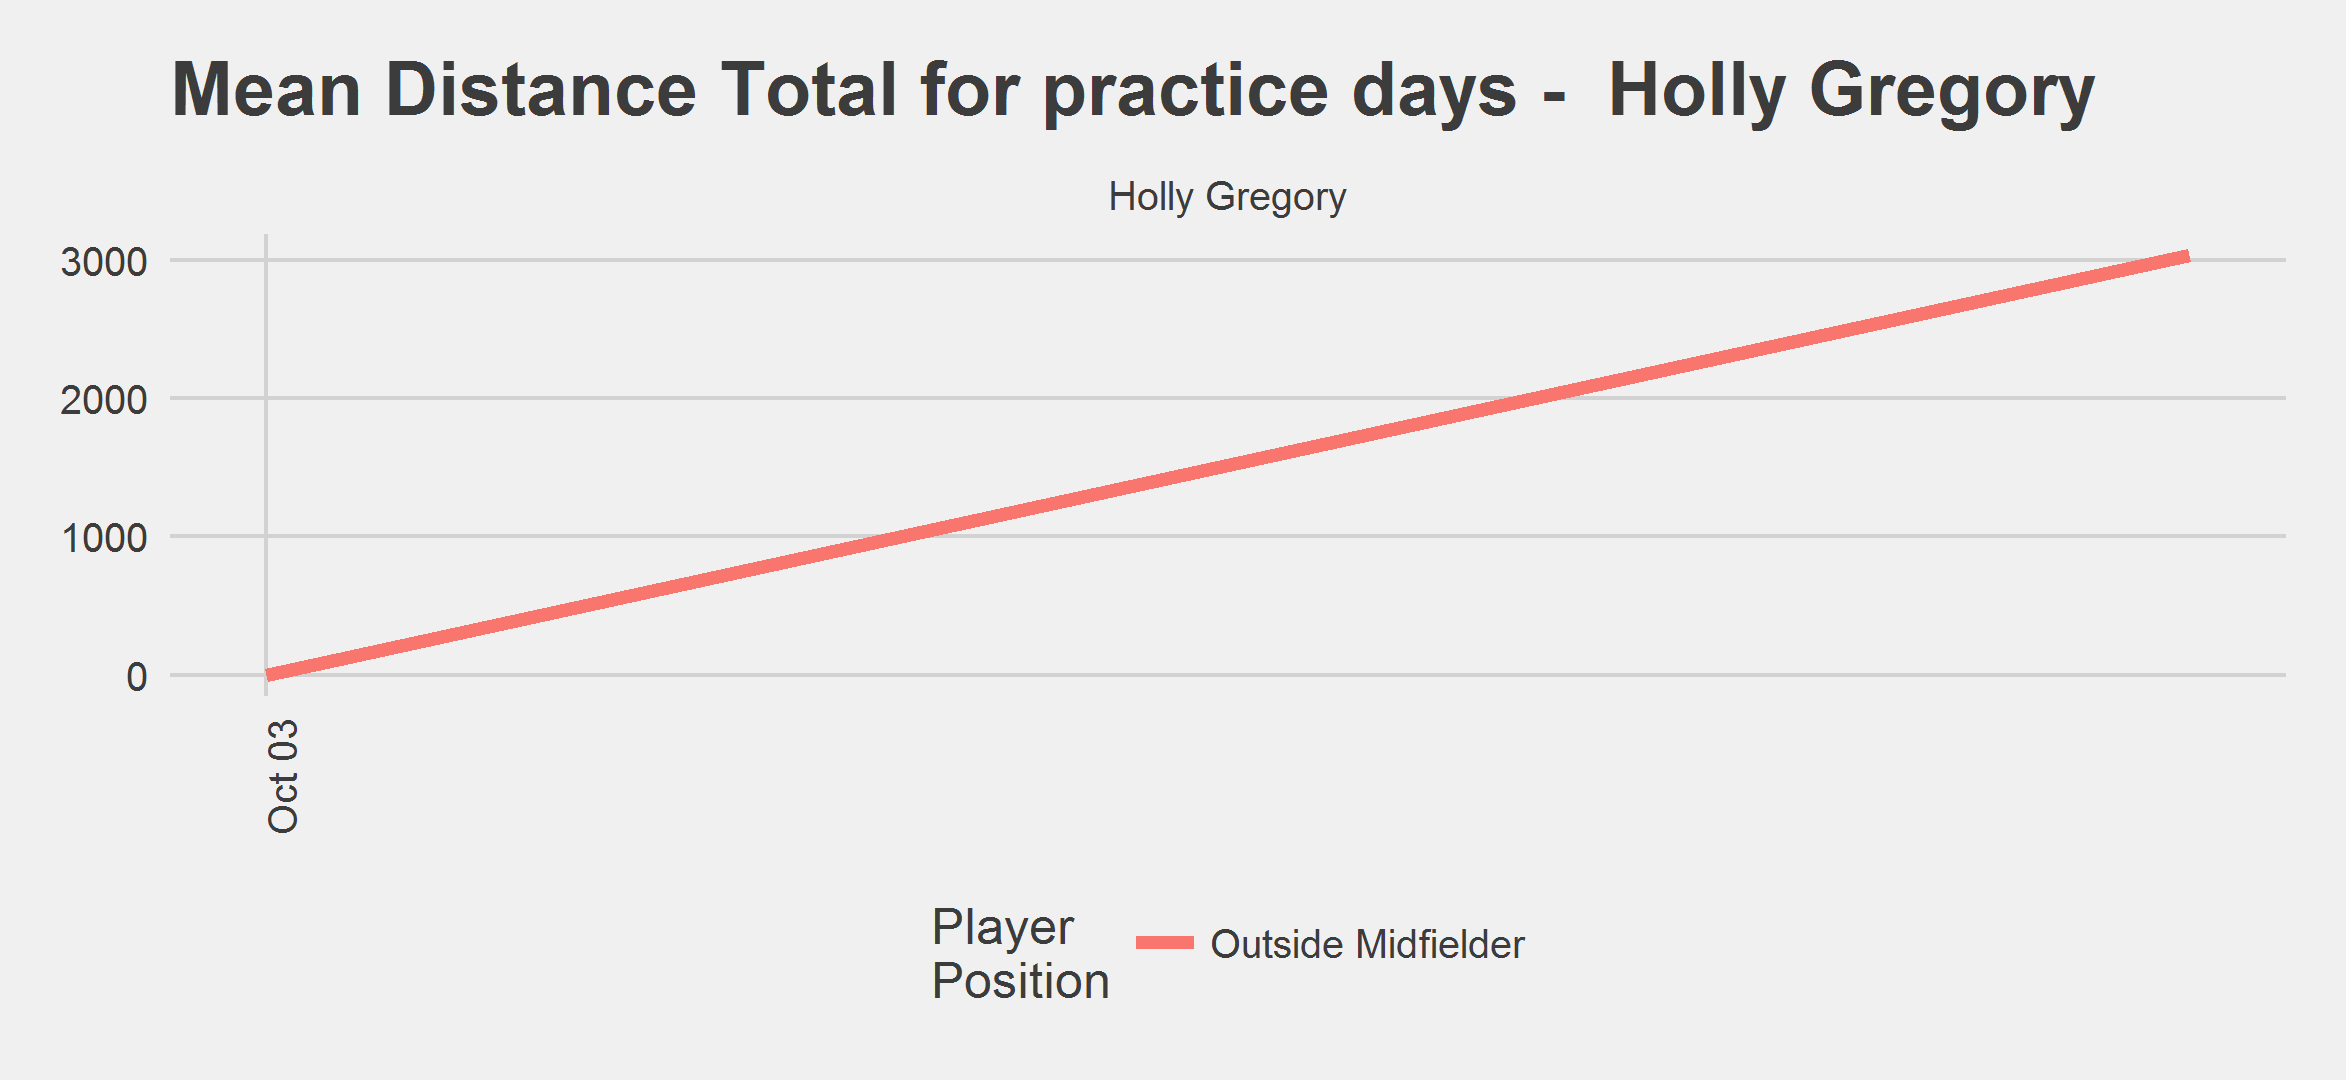 Mean Distance Total for practice days -  Holly Gregory
Holly Gregory
3000
2000
1000
0
Oct 03
Player
Position
Outside Midfielder